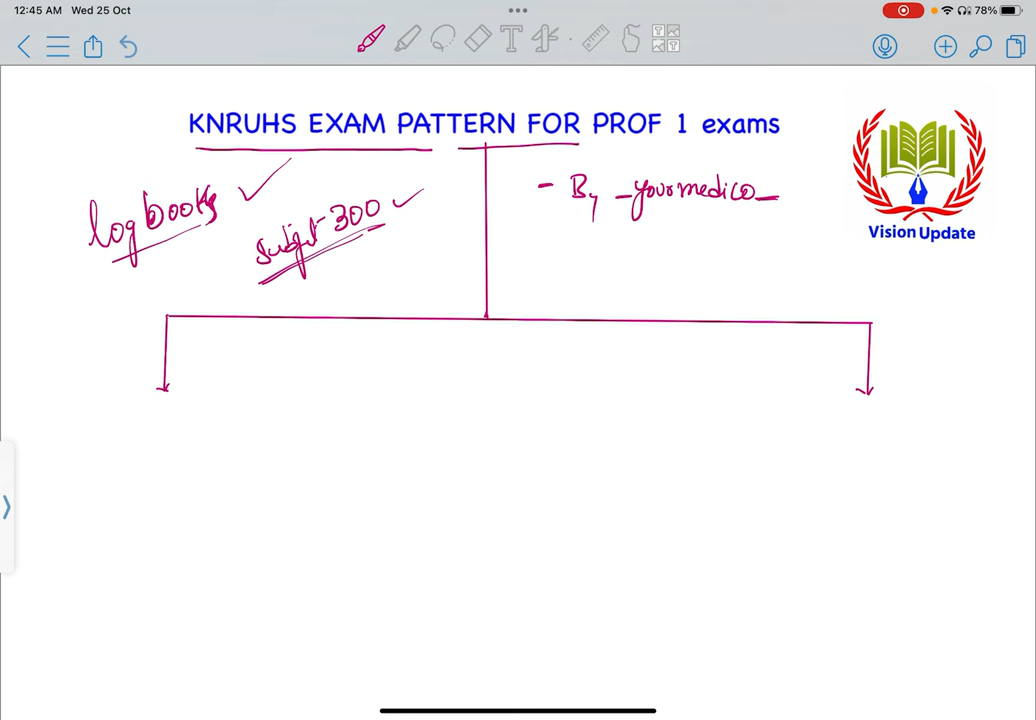 12:45 AM Wed 25 Oct
78%
KNRUHS EXAM PATTERN FOR PROF 1 exams
- By _yourmedico_
logbooks ✓
subjet - 300 ✓
Vision Update